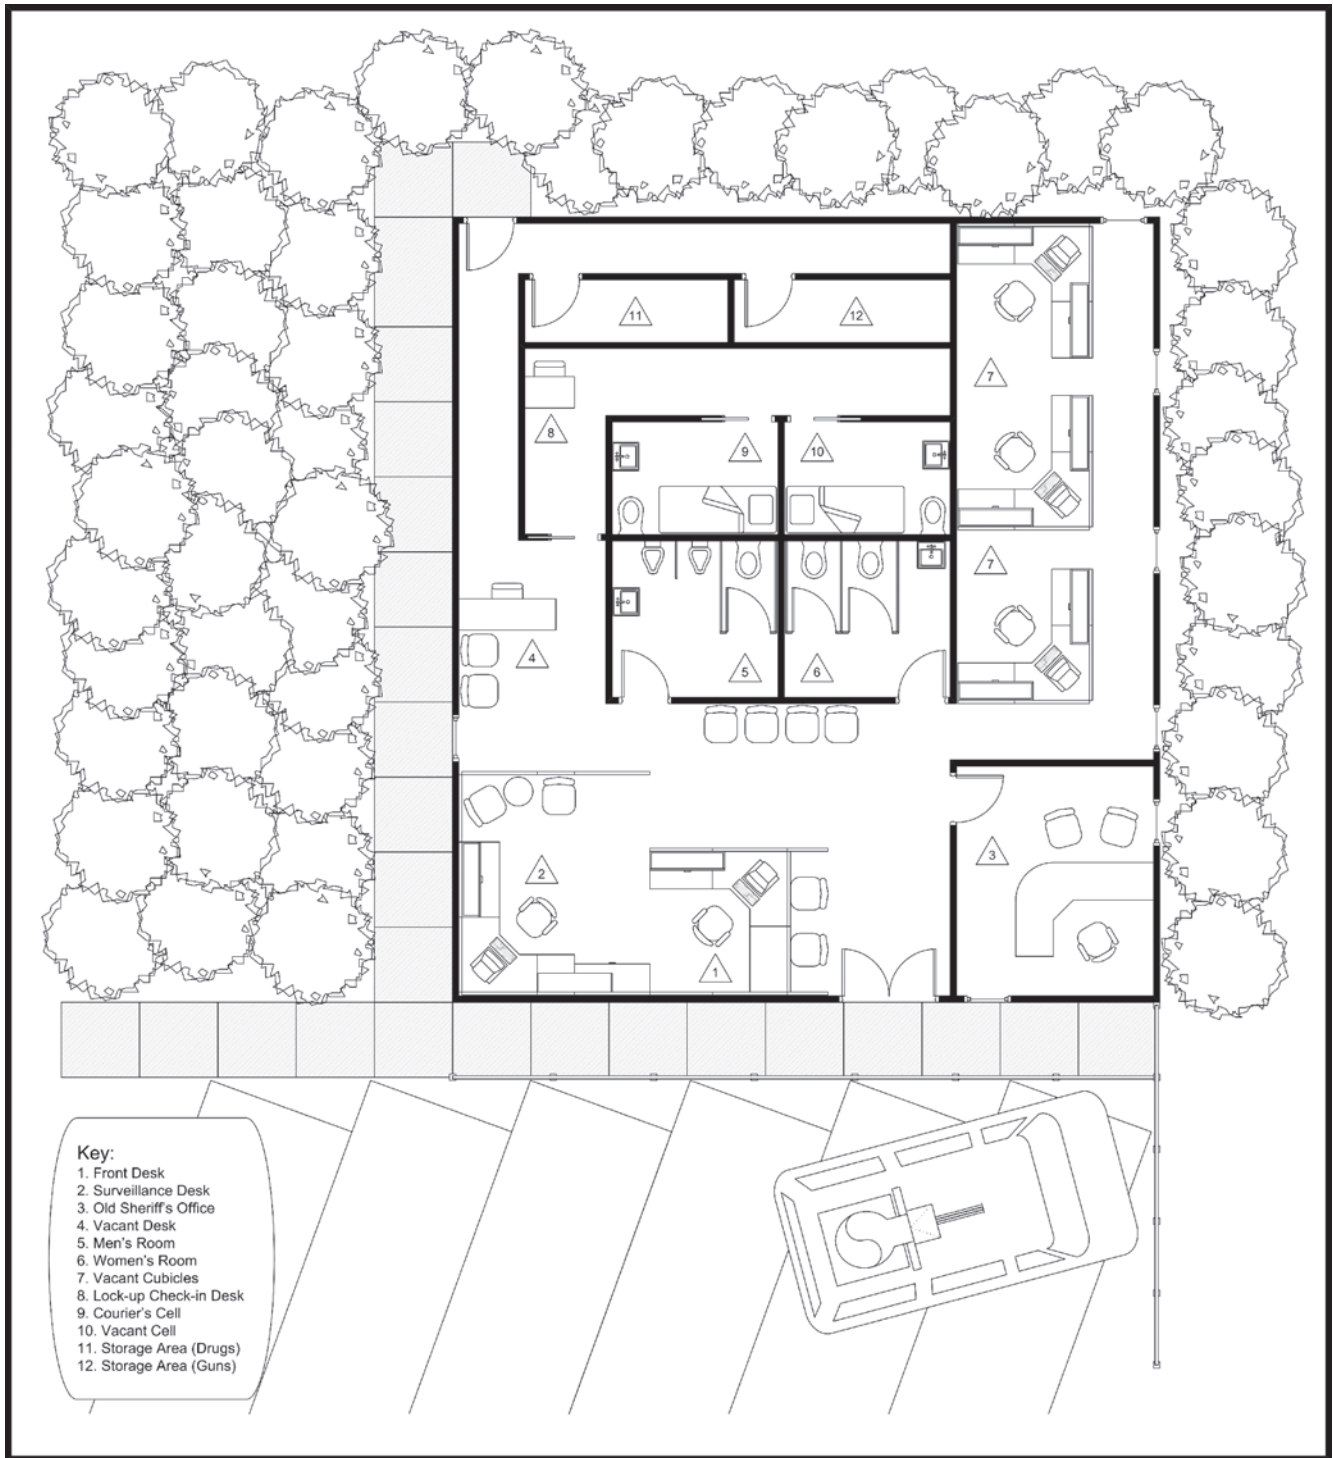 11
12
7
8
9
10
7
4
5
6
3
2
1
Key:
1. Front Desk
2. Surveillance Desk
3. Old Sheriff's Office
4. Vacant Desk
5. Men's Room
6. Women's Room
7. Vacant Cubicles
8. Lock-up Check-in Desk
9. Courier's Cell
10. Vacant Cell
11. Storage Area (Drugs)
12. Storage Area (Guns)